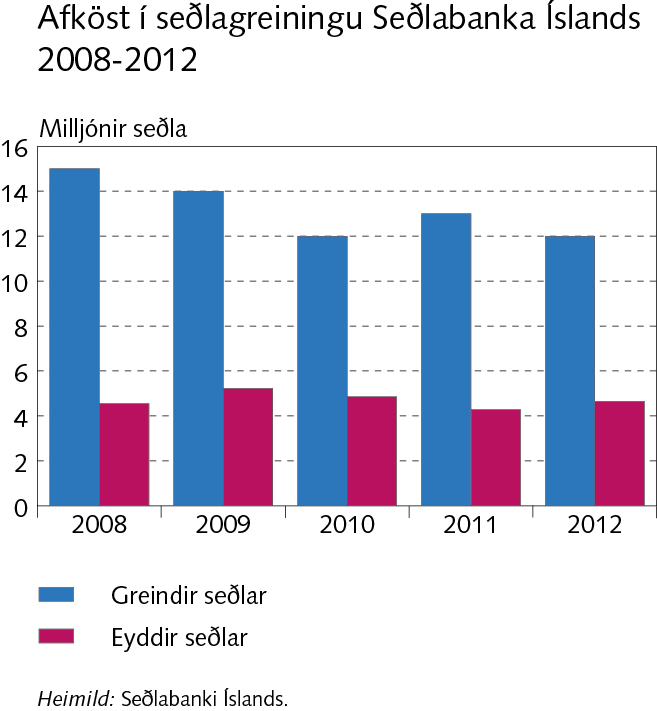 Afköst í seðlagreiningu Seðlabanka Íslands
2008-2012
Milljónir seðla
16
14
12
10
8
6
4
2
0
2008 2009 2010 2011 2012
Greindir seðlar
Eyddir seðlar
Heimild: Seðlabanki Íslands.